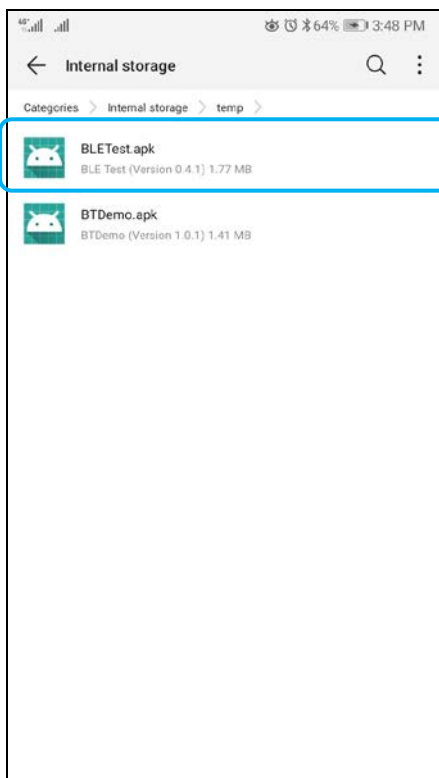 46+ 64% 3:48 PM
Internal storage
Categories > Internal storage > temp >
BLETest.apk
BLE Test (Version 0.4.1) 1.77 MB
BTDemo.apk
BTDemo (Version 1.0.1) 1.41 MB